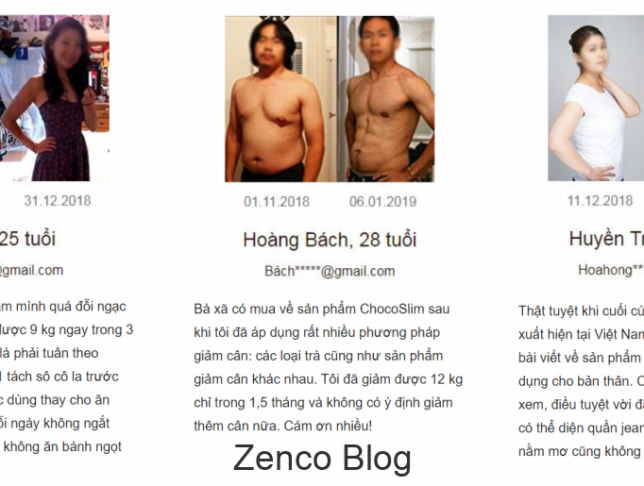 31.12.2018
25 tuổi
@gmail.com
mình quá đỗi ngạc
được 9 kg ngay trong 3
là phải tuân theo
tách sô cô la trước
dùng thay cho ăn
ngày không ngắt
không ăn bánh ngọt
01.11.2018 06.01.2019
Hoàng Bách, 28 tuổi
Bách*****@gmail.com
Bà xã có mua về sản phẩm ChocoSlim sau
khi tôi đã áp dụng rất nhiều phương pháp
giảm cân: các loại trà cũng như sản phẩm
giảm cân khác nhau. Tôi đã giảm được 12 kg
chỉ trong 1,5 tháng và không có ý định giảm
thêm cân nữa. Cám ơn nhiều!
11.12.2018
Huyền Tr
Hoahong**
Thật tuyệt khi cuối
xuất hiện tại Việt Nam
bài viết về sản phẩm
dụng cho bản thân.
xem, điều tuyệt vời
có thể diện quần jean
nằm mơ cũng không
Zenco Blog